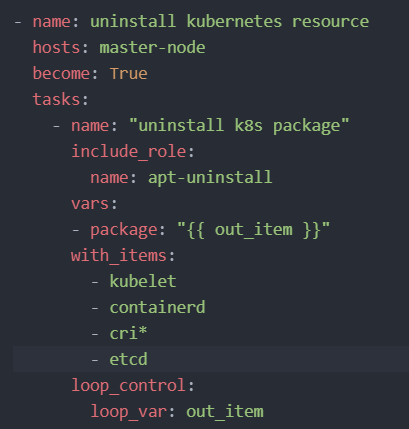 - name: uninstall kubernetes resource
  hosts: master-node
  become: True
  tasks:
    - name: "uninstall k8s package"
      include_role:
        name: apt-uninstall
      vars:
      - package: "{{ out_item }}"
      with_items:
        - kubelet
        - containerd
        - cri*
        - etcd
      loop_control:
        loop_var: out_item